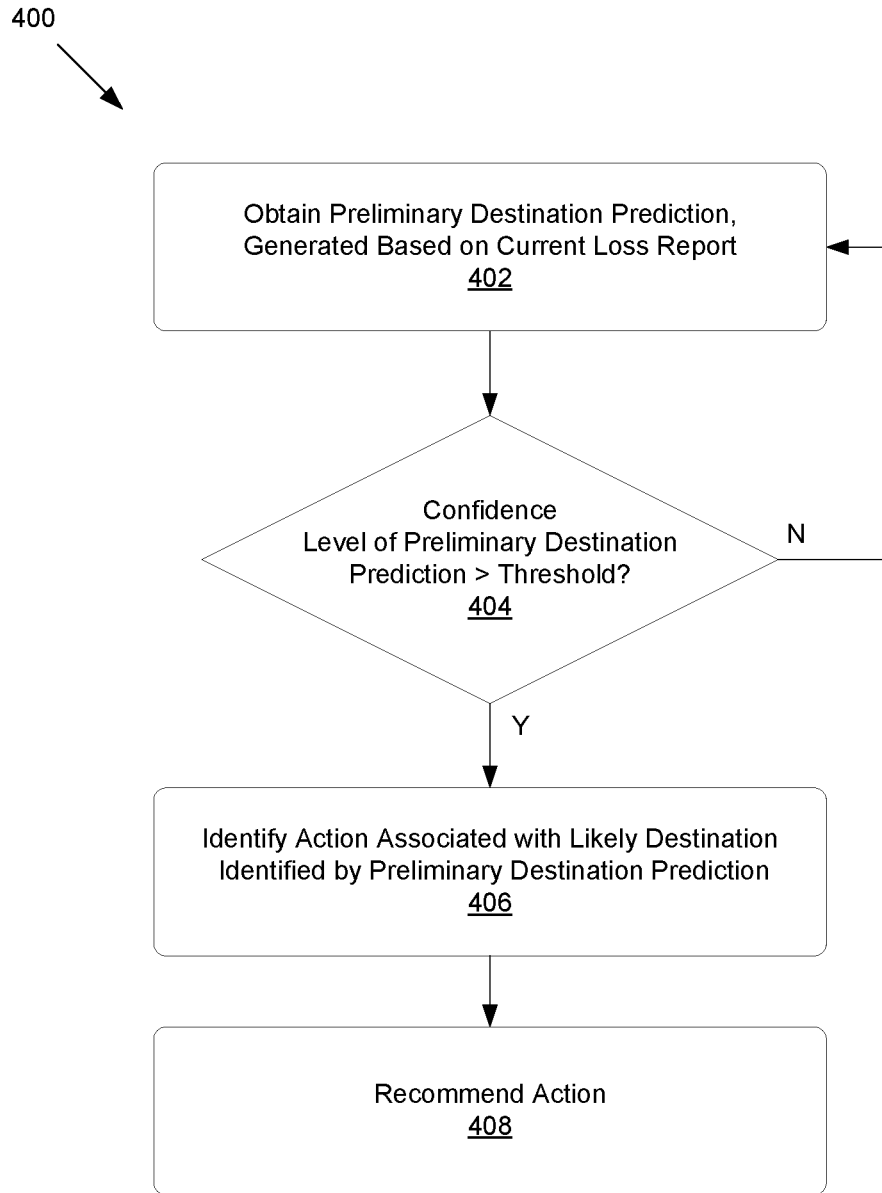 400
Obtain Preliminary Destination Prediction,
Generated Based on Current Loss Report
402
Confidence
Level of Preliminary Destination
Prediction > Threshold?
404
N
Y
Identify Action Associated with Likely Destination
Identified by Preliminary Destination Prediction
406
Recommend Action
408